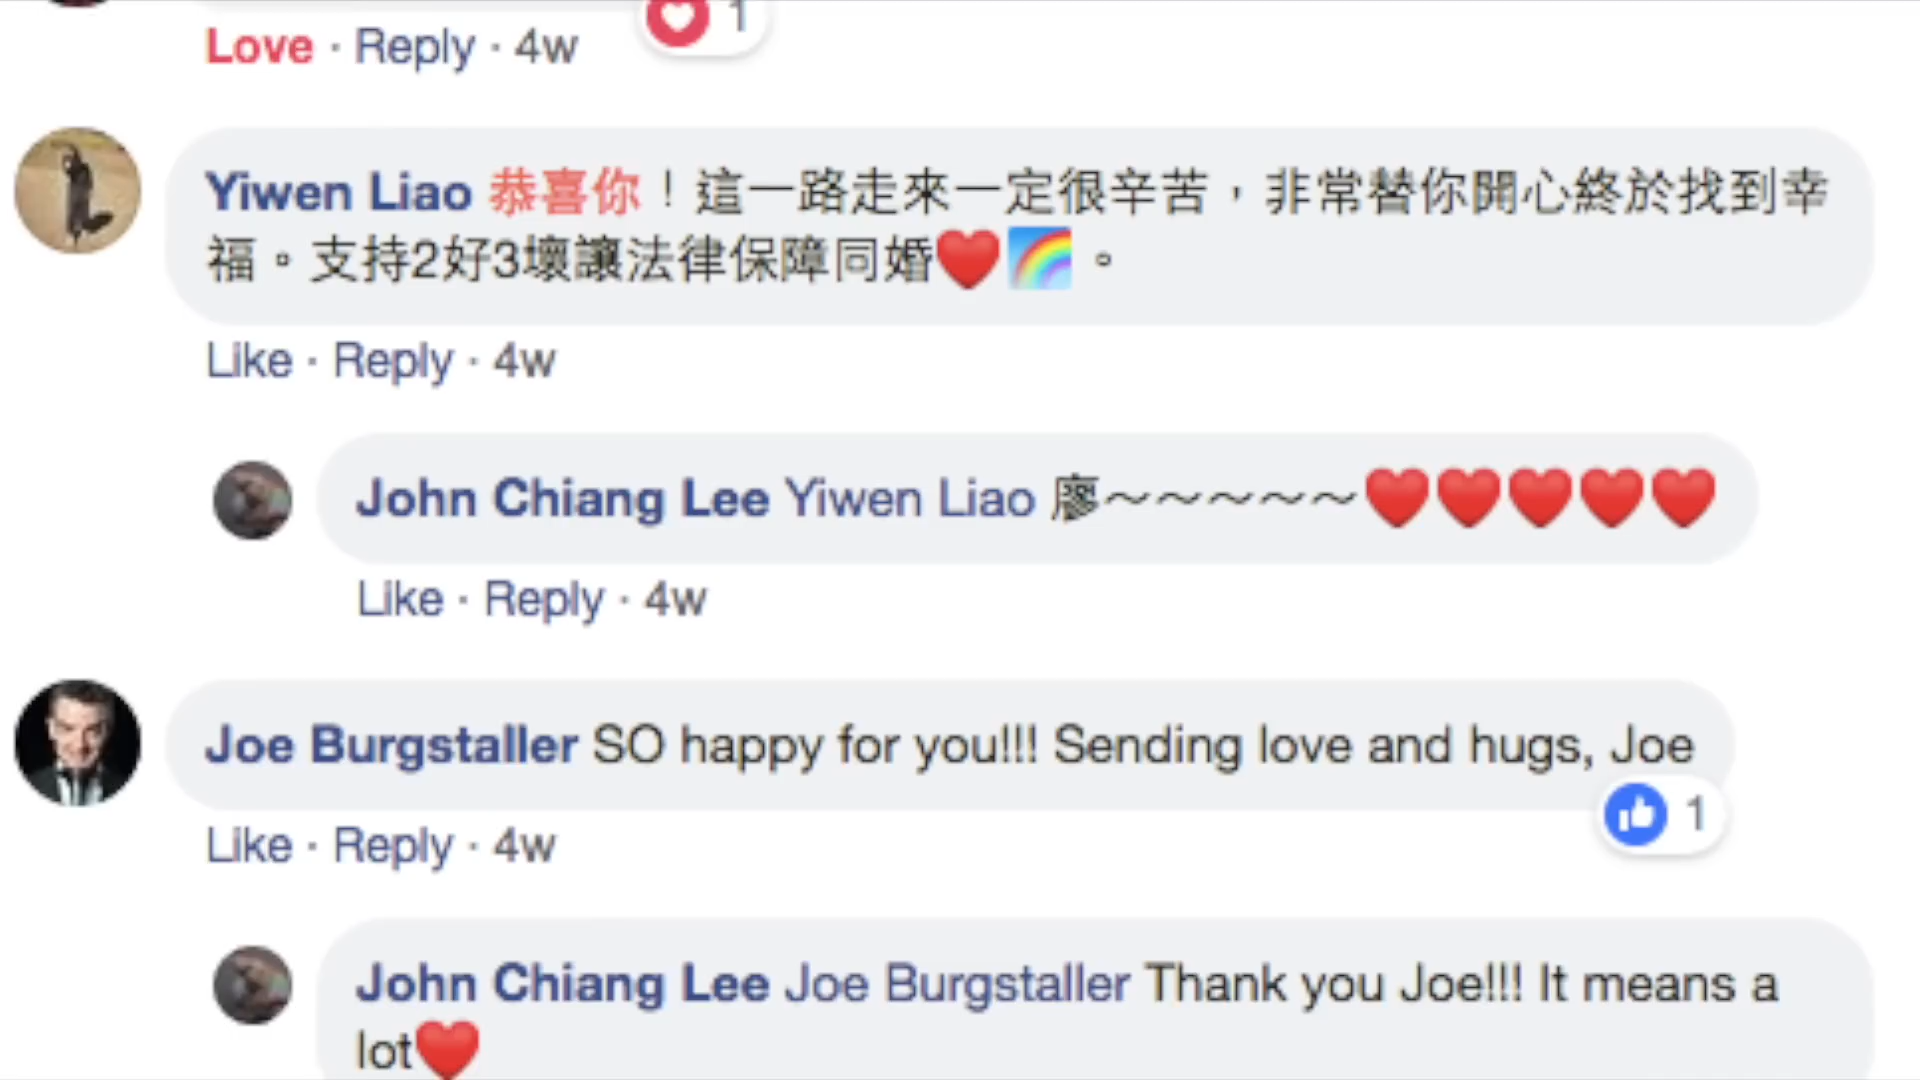 Love · Reply · 4w
1
Yiwen Liao 恭喜你！這一路走來一定很辛苦，非常替你開心終於找到幸
福。支持2好3壞讓法律保障同婚❤️🌈。
Like · Reply · 4w
John Chiang Lee Yiwen Liao 廖～～～～～❤️❤️❤️❤️❤️
Like · Reply · 4w
Joe Burgstaller SO happy for you!!! Sending love and hugs, Joe
1
Like · Reply · 4w
John Chiang Lee Joe Burgstaller Thank you Joe!!! It means a
lot❤️